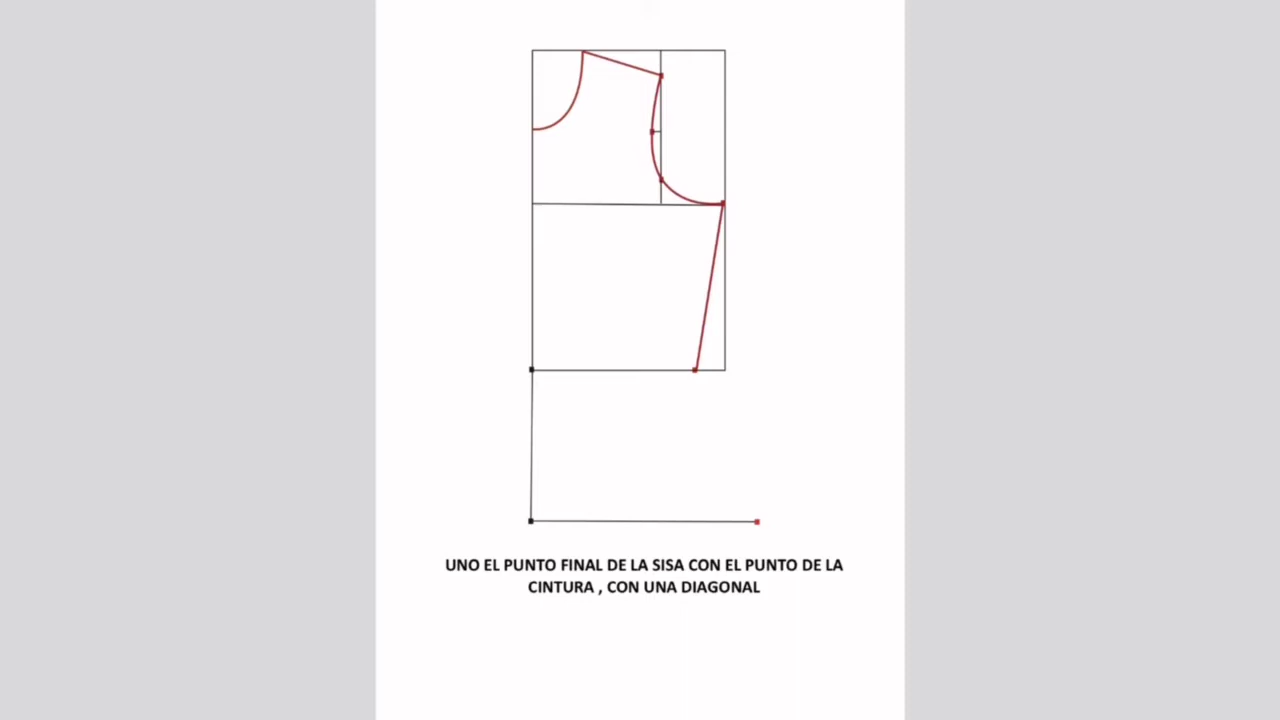 UNO EL PUNTO FINAL DE LA SISA CON EL PUNTO DE LA
CINTURA , CON UNA DIAGONAL